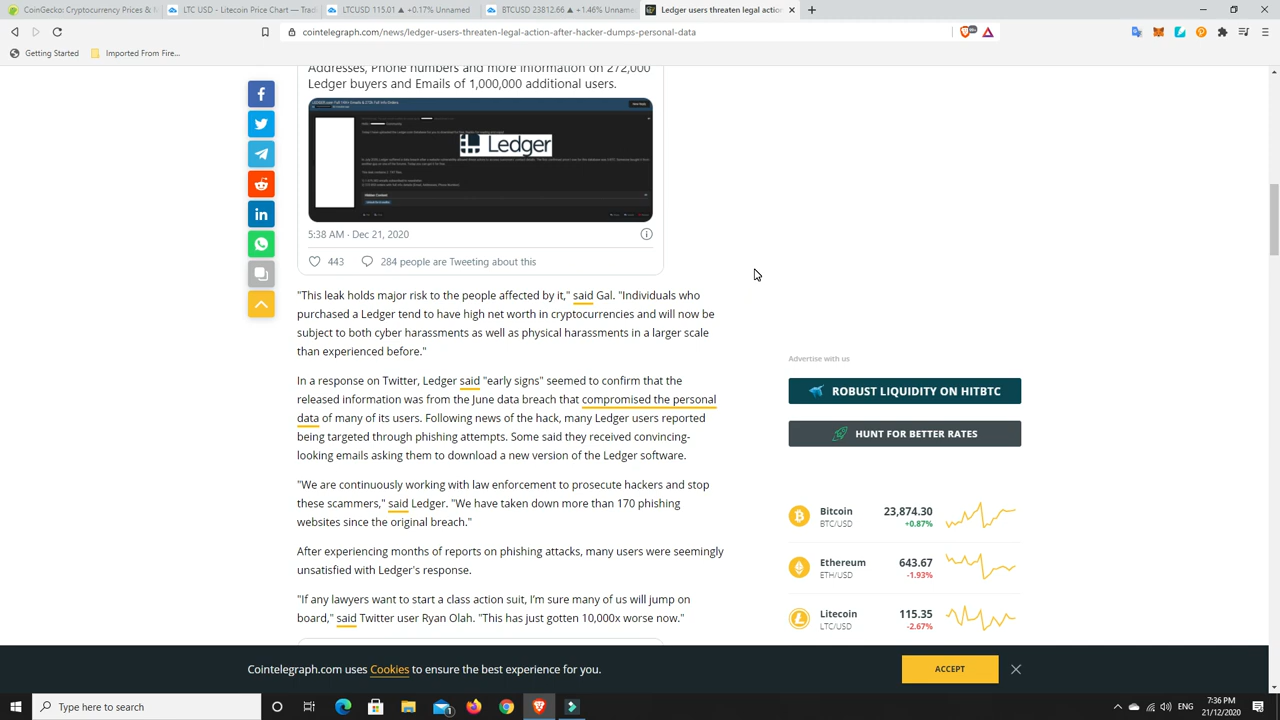 CoinGecko: Cryptocurrency Prices & M
LTC USD - Litecoin Price Chart — Trad
LTCUSD 115.01 ▲ +0.17% Unnamed
BTCUSD 23812.66 ▲ +1.46% Unname
Ledger users threaten legal action
cointelegraph.com/news/ledger-users-threaten-legal-action-after-hacker-dumps-personal-data
Getting Started
Imported From Fire...
Addresses, Phone numbers and more information on 272,000
Ledger buyers and Emails of 1,000,000 additional users.
Ledger
5:38 AM · Dec 21, 2020
443
284 people are Tweeting about this
"This leak holds major risk to the people affected by it," said Gal. "Individuals who
purchased a Ledger tend to have high net worth in cryptocurrencies and will now be
subject to both cyber harassments as well as physical harassments in a larger scale
than experienced before."
In a response on Twitter, Ledger said "early signs" seemed to confirm that the
released information was from the June data breach that compromised the personal
data of many of its users. Following news of the hack, many Ledger users reported
being targeted through phishing attempts. Some said they received convincing-
looking emails asking them to download a new version of the Ledger software.
"We are continuously working with law enforcement to prosecute hackers and stop
these scammers," said Ledger. "We have taken down more than 170 phishing
websites since the original breach."
After experiencing months of reports on phishing attacks, many users were seemingly
unsatisfied with Ledger's response.
"If any lawyers want to start a class action suit, I'm sure many of us will jump on
board," said Twitter user Ryan Olah. "This has just gotten 10,000x worse now."
Advertise with us
ROBUST LIQUIDITY ON HITBTC
HUNT FOR BETTER RATES
Bitcoin 23,874.30
BTC/USD +0.87%
Ethereum 643.67
ETH/USD -1.93%
Litecoin 115.35
LTC/USD -2.67%
Cointelegraph.com uses Cookies to ensure the best experience for you.
ACCEPT
Type here to search
ENG
7:36 PM
21/12/2020